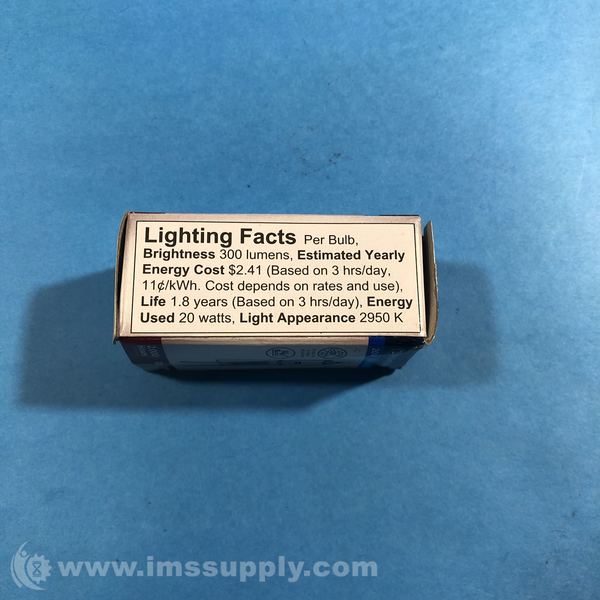 Lighting Facts Per Bulb,
Brightness 300 lumens, Estimated Yearly
Energy Cost $2.41 (Based on 3 hrs/day,
11¢/kWh. Cost depends on rates and use),
Life 1.8 years (Based on 3 hrs/day), Energy
Used 20 watts, Light Appearance 2950 K
www.imssupply.com